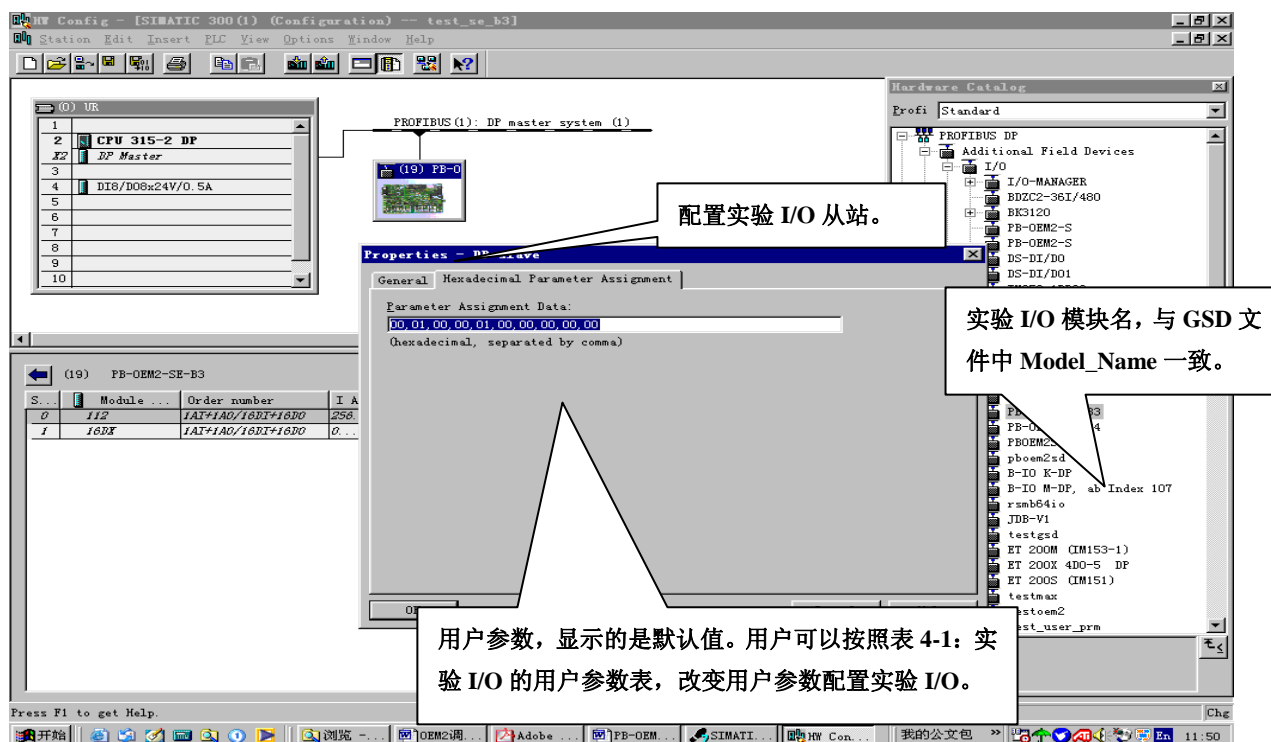 HW Config - [SIMATIC 300(1) (Configuration) -- test_se_b3]
Station Edit Insert PLC View Options Window Help
(0) UR
1
2 CPU 315-2 DP
X2 DP Master
3
4 DI8/DO8x24V/0.5A
5
6
7
8
9
10
PROFIBUS(1): DP master system (1)
(19) PB-O
配置实验 I/O 从站。
Properties - DP
General Hexadecimal Parameter Assignment
Parameter Assignment Data:
00,01,00,00,01,00,00,00,00,00
(hexadecimal, separated by comma)
用户参数，显示的是默认值。用户可以按照表 4-1：实
验 I/O 的用户参数表，改变用户参数配置实验 I/O。
Hardware Catalog
Profi Standard
PROFIBUS DP
Additional Field Devices
I/O
I/O-MANAGER
BDZC2-36I/480
BK3120
PB-OEM2-S
PB-OEM2-S
DS-DI/DO
DS-DI/DO1
实验 I/O 模块名，与 GSD 文
件中 Model_Name 一致。
pboem2sd
B-IO K-DP
B-IO M-DP, ab Index 107
rsmb64io
JDB-V1
testgsd
ET 200M (IM153-1)
ET 200X 4DO-5 DP
ET 200S (IM151)
testmax
estoem2
st_user_prm
(19) PB-OEM2-SE-B3
S... Module ... Order number I A
0 112 1AI+1AO/16DI+16DO 256.
1 16DX 1AI+1AO/16DI+16DO 0...
Press F1 to get Help.
Chg
开始 浏览 -... OEM2调... Adobe ... PB-OEM... SIMATI... HW Con... 我的公文包 » En 11:50